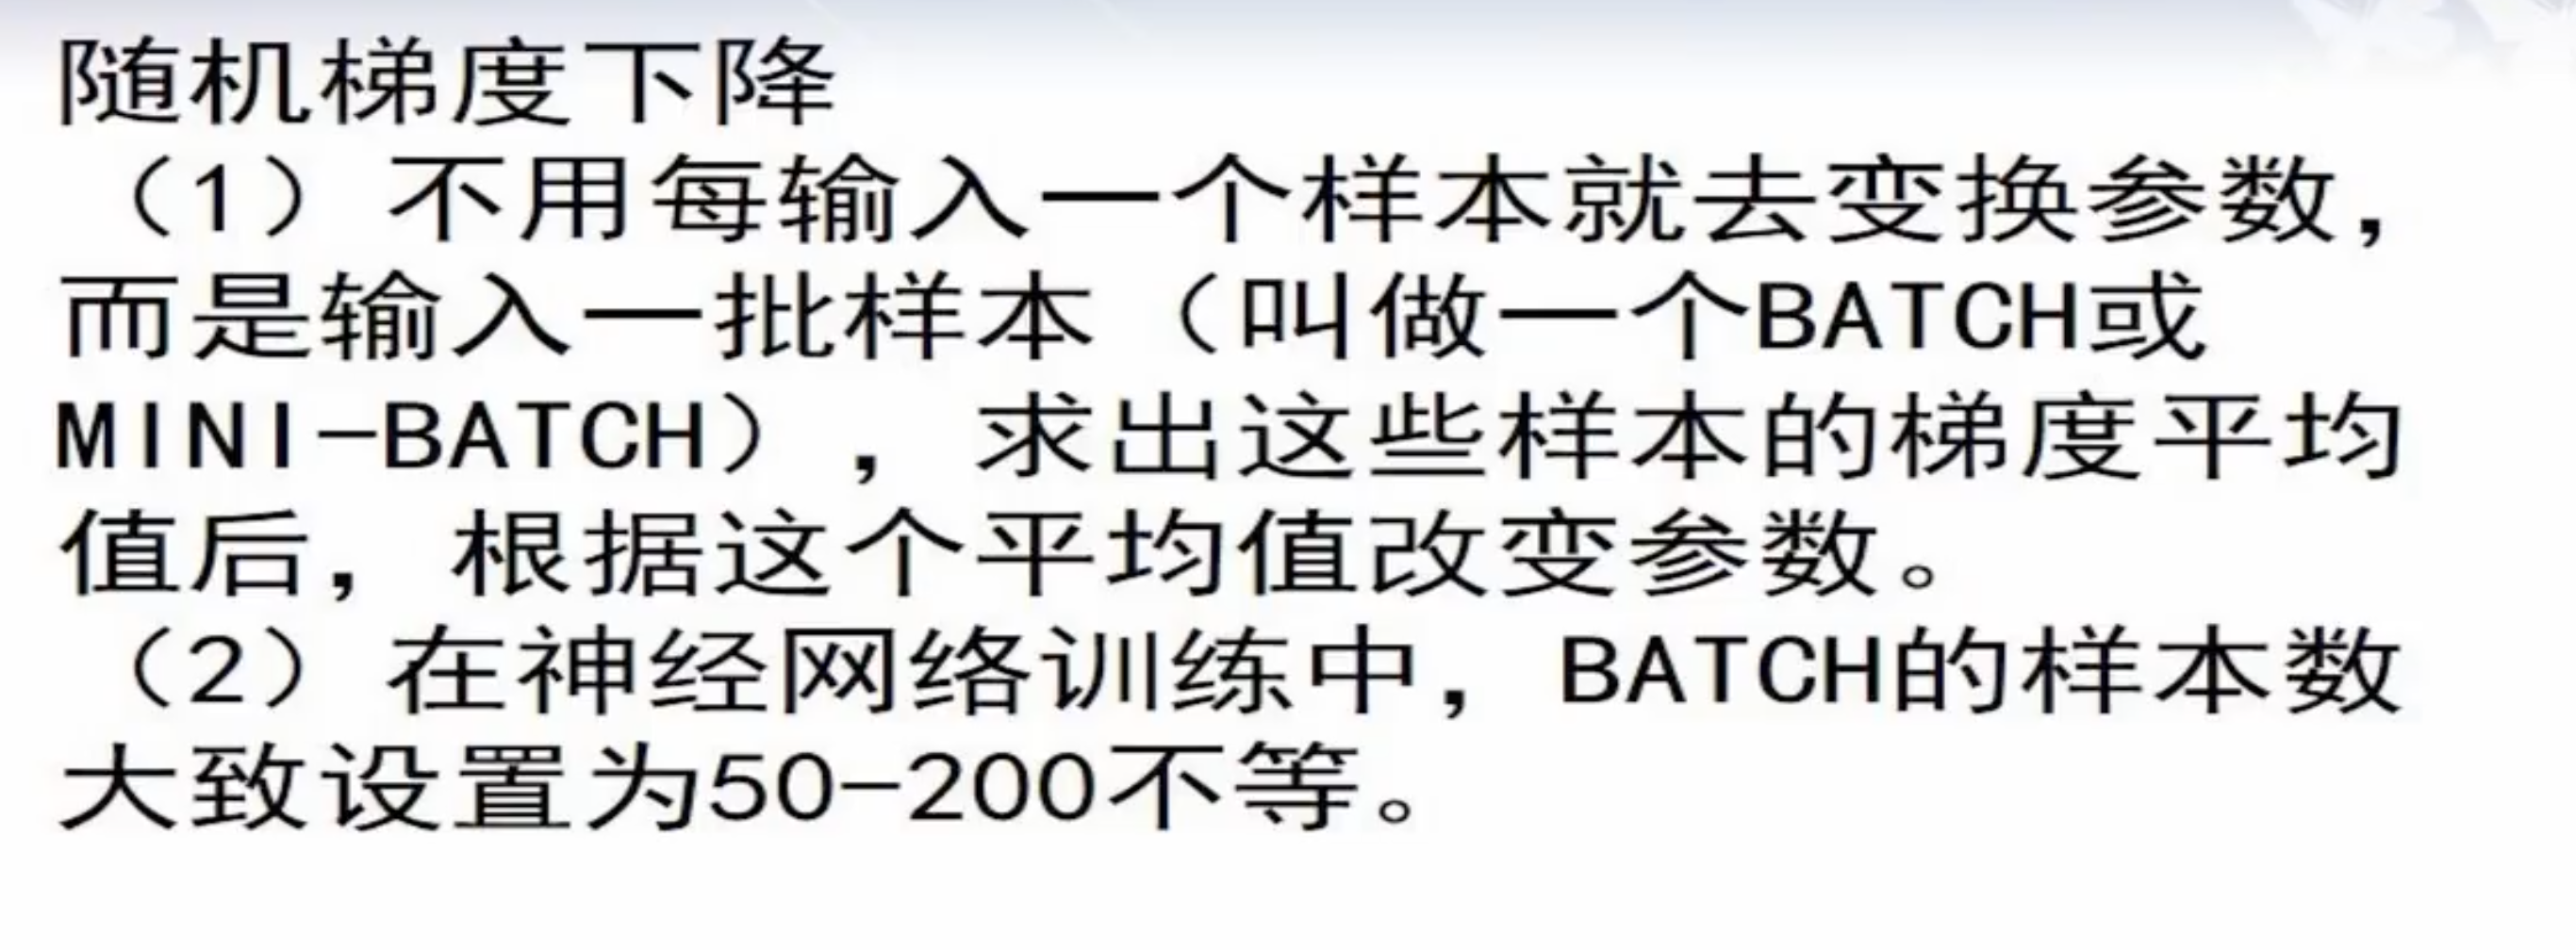 随机梯度下降
（1）不用每输入一个样本就去变换参数，
而是输入一批样本（叫做一个BATCH或
MINI-BATCH），求出这些样本的梯度平均
值后，根据这个平均值改变参数。
（2）在神经网络训练中，BATCH的样本数
大致设置为50-200不等。